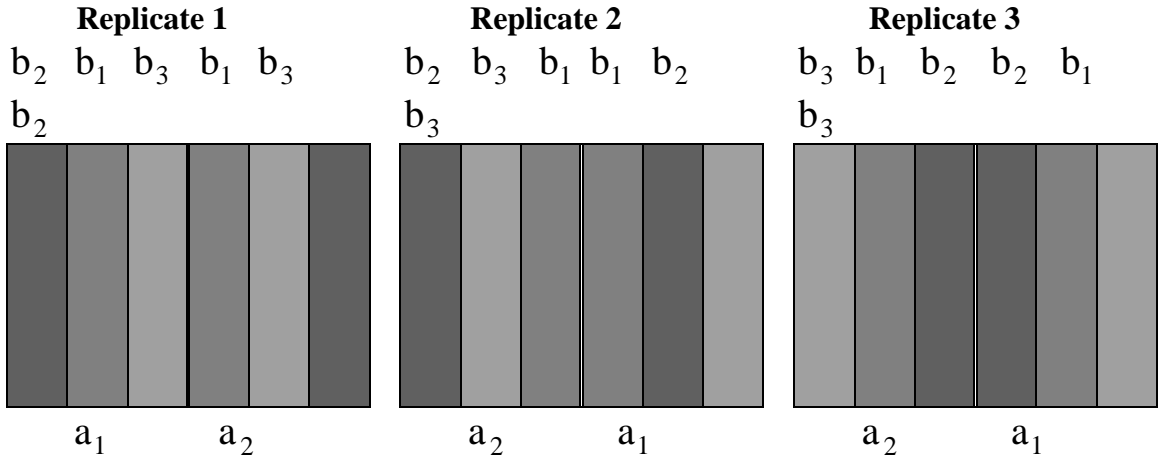 Replicate 1 Replicate 2 Replicate 3
b₂ b₁ b₃ b₁ b₃ b₂ b₃ b₁ b₁ b₂ b₃ b₁ b₂ b₂ b₁
b₂ b₃ b₃
a₁ a₂ a₂ a₁ a₂ a₁